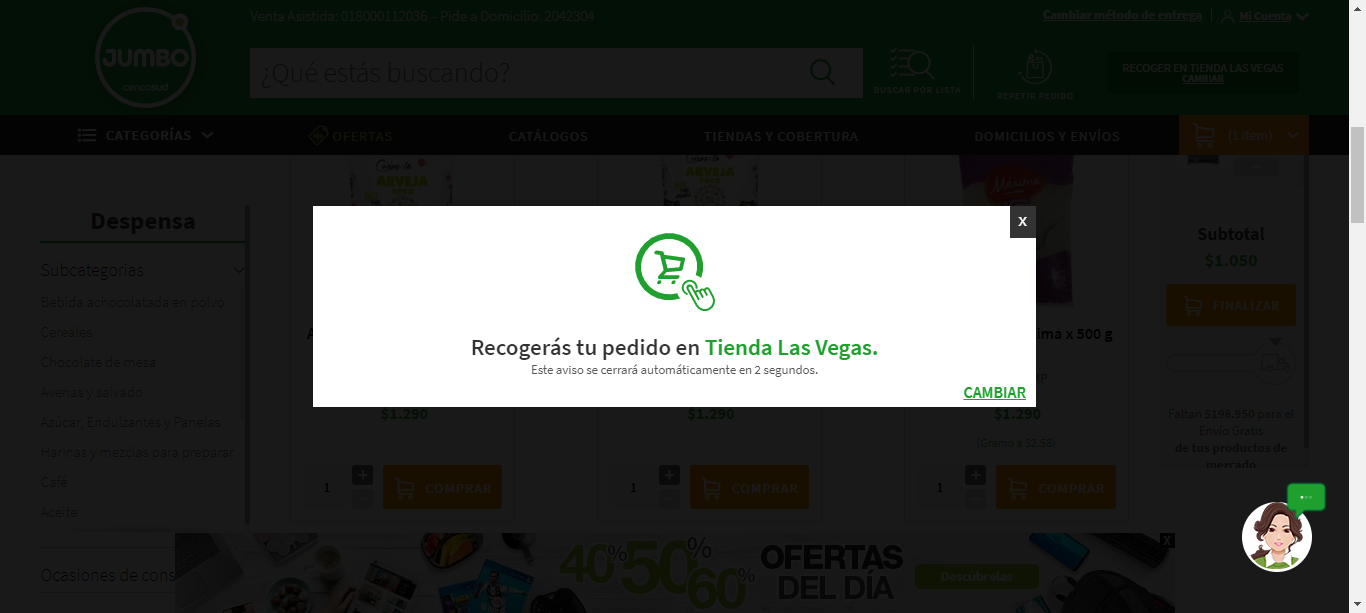 Venta Asistida: 018000112036 - Pide a Domicilio: 2042304
Cambiar método de entrega
Mi Cuenta
JUMBO
cencosud
¿Qué estás buscando?
BUSCAR POR LISTA
REPETIR PEDIDO
RECOGER EN TIENDA LAS VEGAS
CAMBIAR
CATEGORÍAS
OFERTAS
CATÁLOGOS
TIENDAS Y COBERTURA
DOMICILIOS Y ENVÍOS
(1 item)
ARVEJA
ARVEJA
Máxima
Despensa
Subcategorias
Bebida achocolatada en polvo
Cereales
Chocolate de mesa
Avenas y salvado
Azúcar, Endulzantes y Panelas
Harinas y mezclas para preparar
Café
Aceite
Ocasiones de cons
X
Recogerás tu pedido en Tienda Las Vegas.
Este aviso se cerrará automáticamente en 2 segundos.
CAMBIAR
A
ima x 500 g
MP
$1.290
$1.290
$1.290
(Gramo a $2.58)
1
+
COMPRAR
1
+
COMPRAR
1
+
COMPRAR
Subtotal
$1.050
FINALIZAR
Faltan $198.950 para el
Envío Gratis
de tus productos de
mercado
40% 50% 60%
OFERTAS
DEL DÍA
Descúbrelas
X